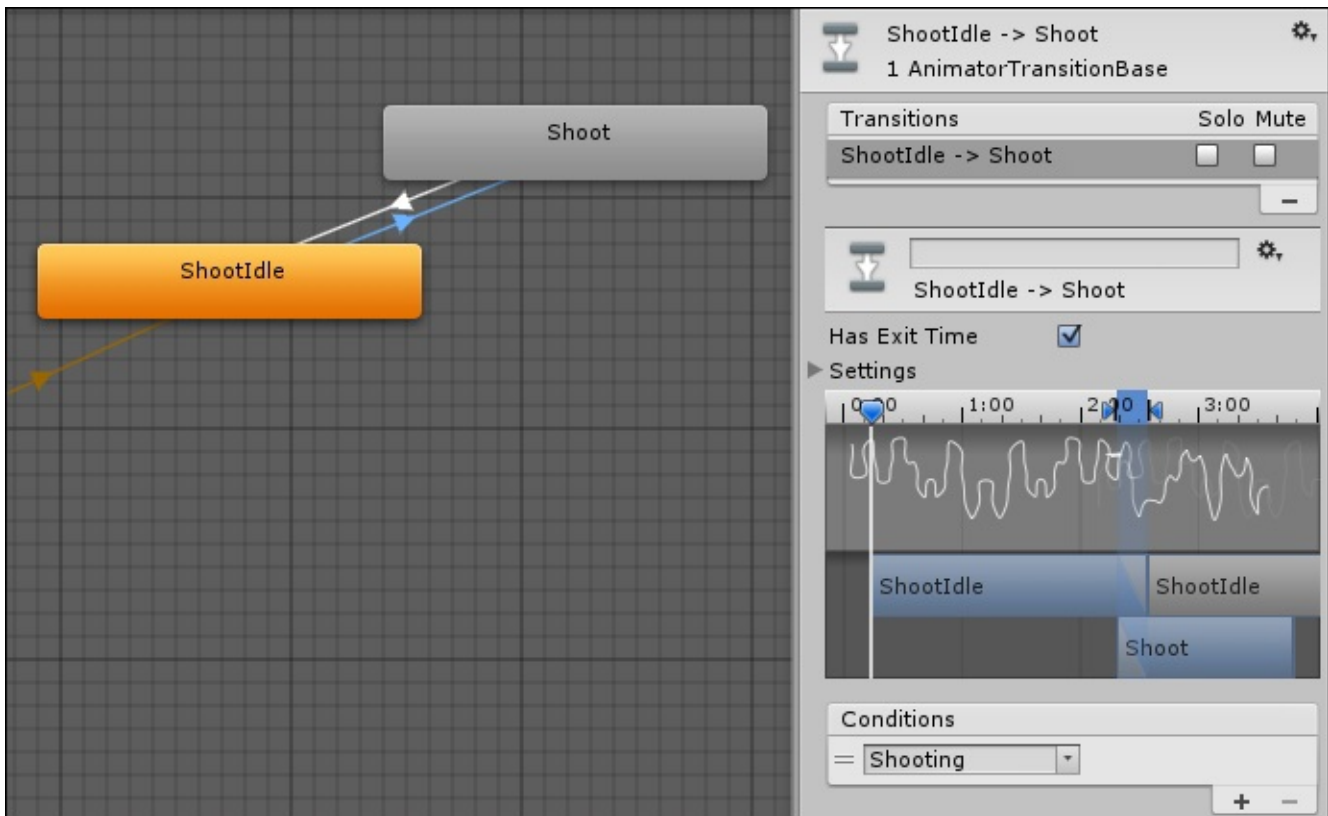 Shoot
ShootIdle
ShootIdle -> Shoot
1 AnimatorTransitionBase
Transitions Solo Mute
ShootIdle -> Shoot
ShootIdle -> Shoot
Has Exit Time
Settings
1:00 3:00
ShootIdle ShootIdle
Shoot
Conditions
Shooting